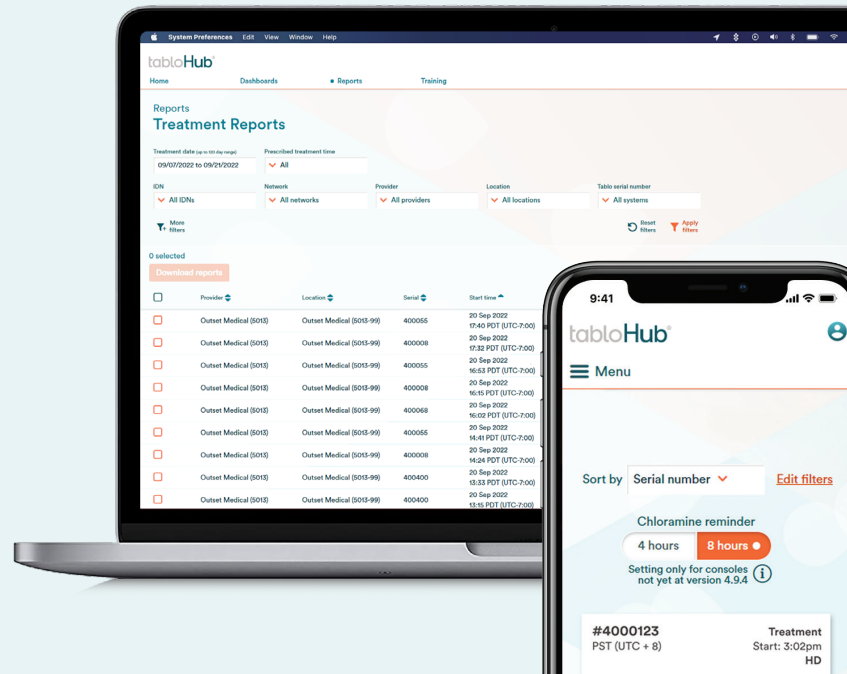 System Preferences Edit View Window Help
tabloHub
Home Dashboards Reports Training
Reports
Treatment Reports
Treatment date (up to 120 day range) Prescribed treatment time
09/07/2022 to 09/21/2022 All
IDN Network Provider Location Tablo serial number
All IDNs All networks All providers All locations All systems
More filters Reset filters Apply filters
0 selected
Download reports
Provider Location Serial Start time
Outset Medical (5013) Outset Medical (5013-99) 400055 20 Sep 2022
17:40 PDT (UTC-7:00)
Outset Medical (5013) Outset Medical (5013-99) 400008 20 Sep 2022
17:32 PDT (UTC-7:00)
Outset Medical (5013) Outset Medical (5013-99) 400055 20 Sep 2022
16:53 PDT (UTC-7:00)
Outset Medical (5013) Outset Medical (5013-99) 400008 20 Sep 2022
16:15 PDT (UTC-7:00)
Outset Medical (5013) Outset Medical (5013-99) 400068 20 Sep 2022
16:02 PDT (UTC-7:00)
Outset Medical (5013) Outset Medical (5013-99) 400055 20 Sep 2022
14:41 PDT (UTC-7:00)
Outset Medical (5013) Outset Medical (5013-99) 400008 20 Sep 2022
14:24 PDT (UTC-7:00)
Outset Medical (5013) Outset Medical (5013-99) 400400 20 Sep 2022
13:33 PDT (UTC-7:00)
Outset Medical (5013) Outset Medical (5013-99) 400400 20 Sep 2022
13:15 PDT (UTC-7:00)
9:41
tabloHub
Menu
Sort by Serial number Edit filters
Chloramine reminder
4 hours 8 hours
Setting only for consoles
not yet at version 4.9.4
#4000123 Treatment
PST (UTC + 8) Start: 3:02pm
HD